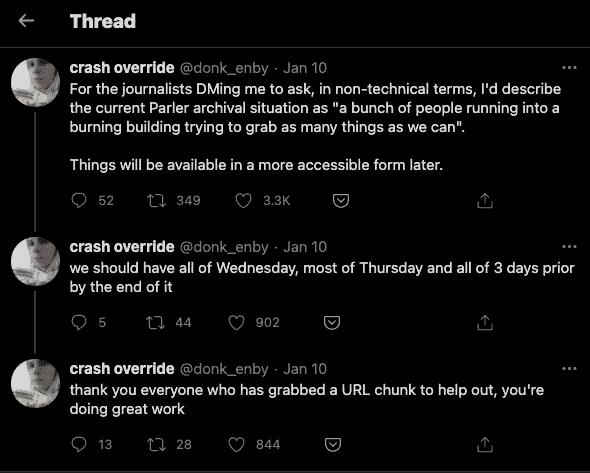 Thread
crash override @donk_enby · Jan 10
For the journalists DMing me to ask, in non-technical terms, I'd describe
the current Parler archival situation as "a bunch of people running into a
burning building trying to grab as many things as we can".
Things will be available in a more accessible form later.
52 349 3.3K
crash override @donk_enby · Jan 10
we should have all of Wednesday, most of Thursday and all of 3 days prior
by the end of it
5 44 902
crash override @donk_enby · Jan 10
thank you everyone who has grabbed a URL chunk to help out, you're
doing great work
13 28 844